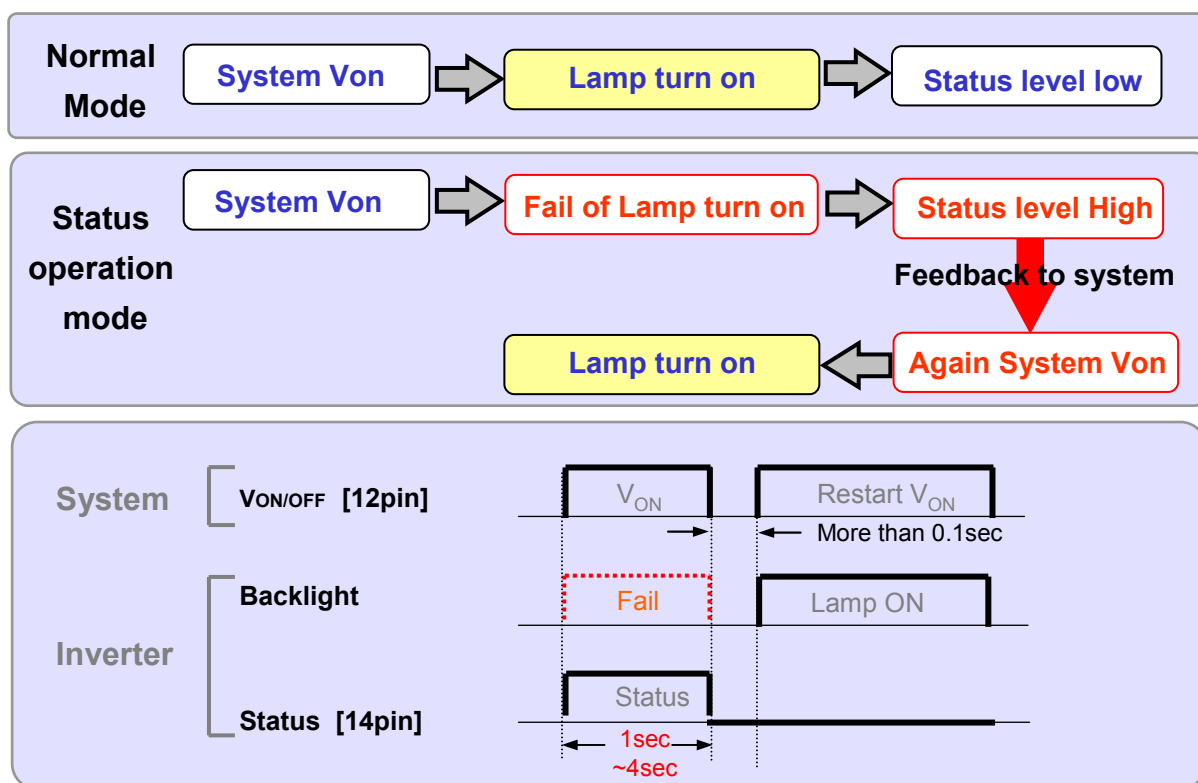 Normal
Mode
System Von
Lamp turn on
Status level low
Status
operation
mode
System Von
Fail of Lamp turn on
Status level High
Feedback to system
Lamp turn on
Again System Von
System
VON/OFF [12pin]
VON
Restart VON
More than 0.1sec
Inverter
Backlight
Fail
Lamp ON
Status [14pin]
Status
1sec
~4sec